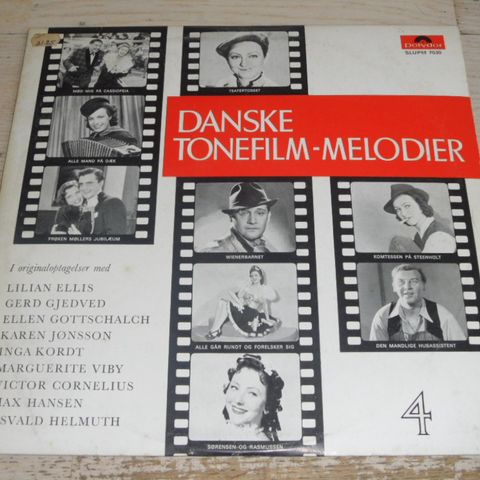 Polydor
SLUPM 7030
MØD MIG PÅ CASSIOPEIA
TEATERTOSSET
DANSKE
TONEFILM-MELODIER
ALLE MAND PÅ DÆK
FRØKEN MØLLERS JUBILÆUM
WIENERBARNET
KOMTESSEN PÅ STEENHOLT
ALLE GÅR RUNDT OG FORELSKER SIG
DEN MANDLIGE HUSASSISTENT
SØRENSEN OG RASMUSSEN
I originaloptagelser med
LILIAN ELLIS
GERD GJEDVED
ELLEN GOTTSCHALCH
KAREN JØNSSON
INGA KORDT
MARGUERITE VIBY
VICTOR CORNELIUS
MAX HANSEN
OSVALD HELMUTH
4